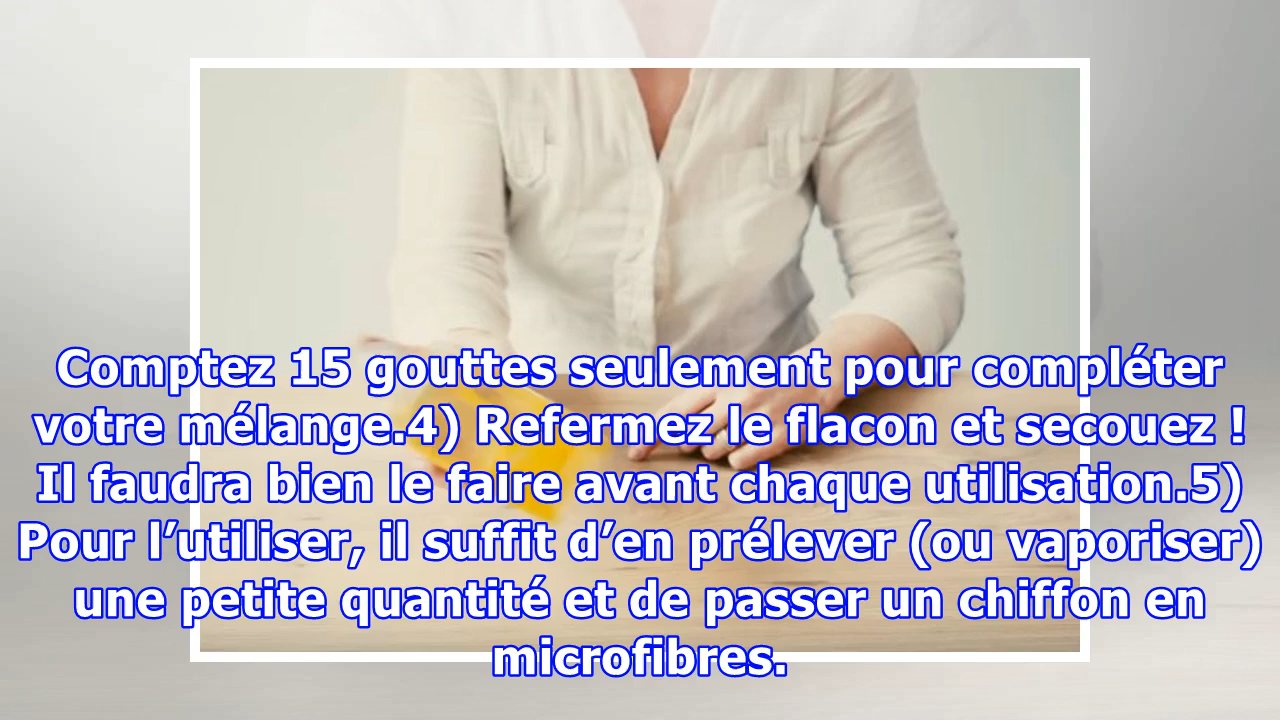 Comptez 15 gouttes seulement pour compléter
votre mélange.4) Refermez le flacon et secouez !
Il faudra bien le faire avant chaque utilisation.5)
Pour l’utiliser, il suffit d’en prélever (ou vaporiser)
une petite quantité et de passer un chiffon en
microfibres.